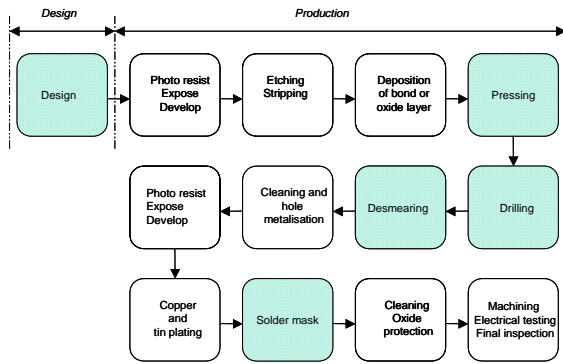 Design
Production
Design
Photo resist
Expose
Develop
Etching
Stripping
Deposition
of bond or
oxide layer
Pressing
Photo resist
Expose
Develop
Cleaning and
hole
metalisation
Desmearing
Drilling
Copper
and
tin plating
Solder mask
Cleaning
Oxide
protection
Machining
Electrical testing
Final inspection